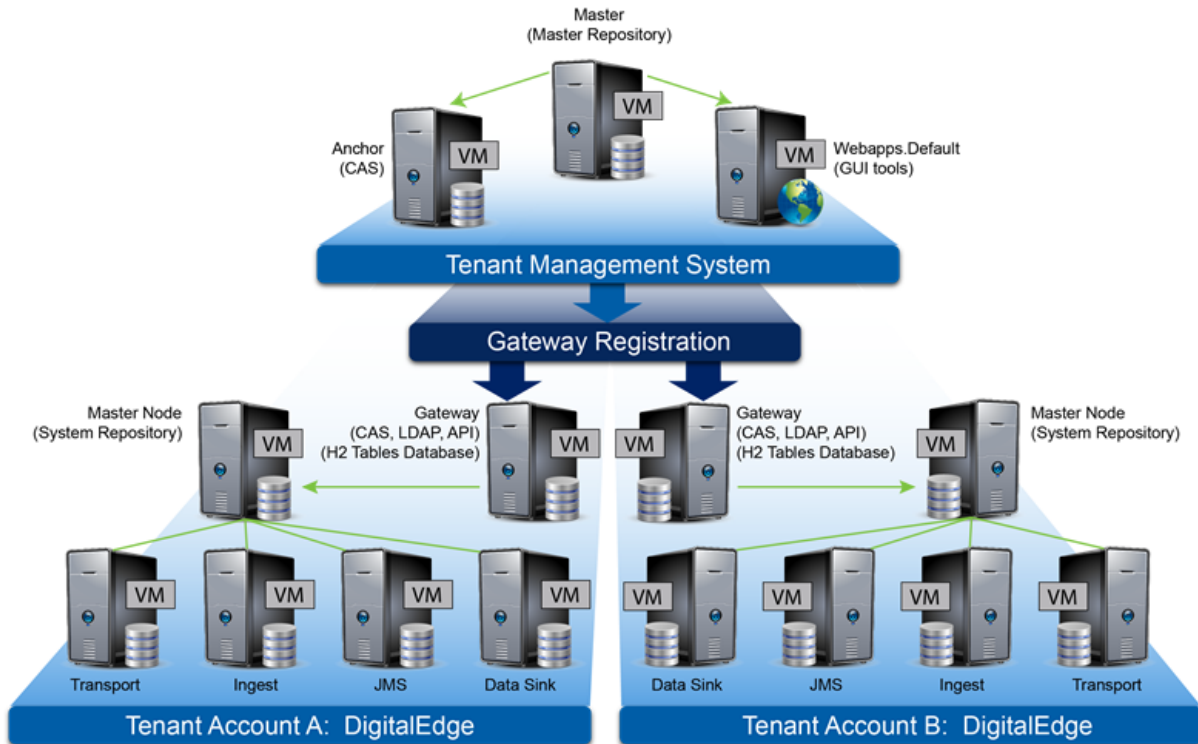 Master
(Master Repository)
VM
Anchor
(CAS)
VM
VM
Webapps.Default
(GUI tools)
Tenant Management System
Gateway Registration
Master Node
(System Repository)
VM
Gateway
(CAS, LDAP, API)
(H2 Tables Database)
VM
VM
Gateway
(CAS, LDAP, API)
(H2 Tables Database)
VM
Master Node
(System Repository)
VM
VM
VM
VM
VM
VM
VM
VM
Transport
Ingest
JMS
Data Sink
Data Sink
JMS
Ingest
Transport
Tenant Account A: DigitalEdge
Tenant Account B: DigitalEdge